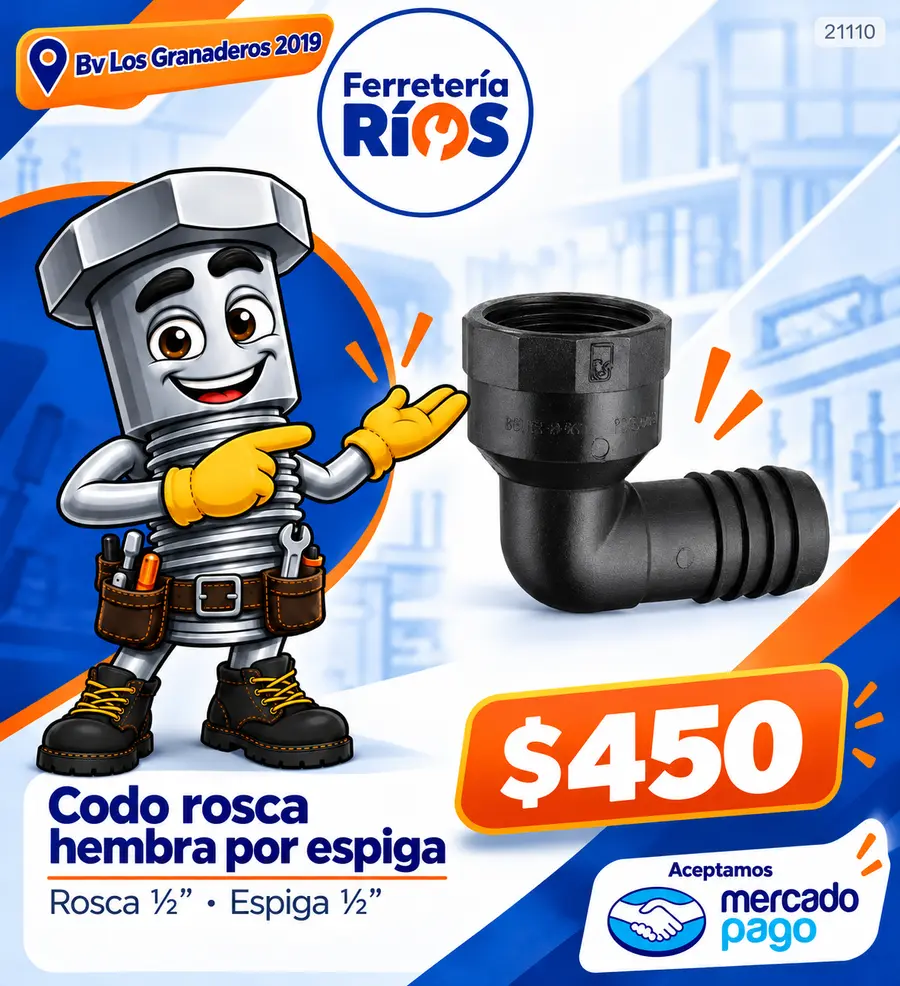 Bv Los Granaderos 2019
Ferretería
RÍOS
21110
$450
Codo rosca
hembra por espiga
Rosca ½” • Espiga ½”
Aceptamos
mercado
pago